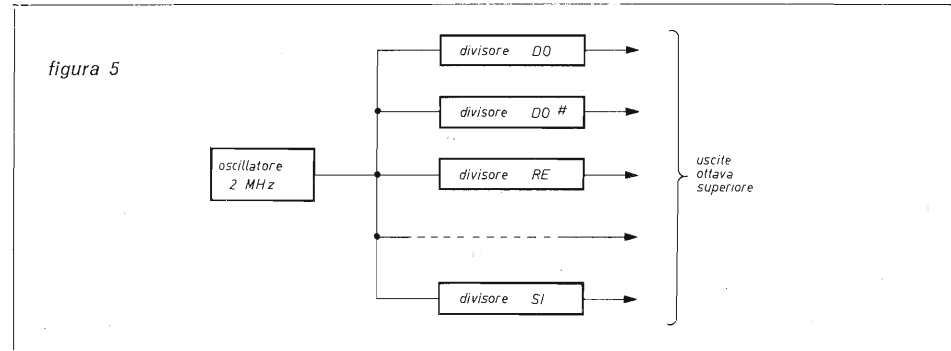 figura 5
divisore DO
divisore DO #
oscillatore
2 MHz
divisore RE
uscite
ottava
superiore
divisore SI